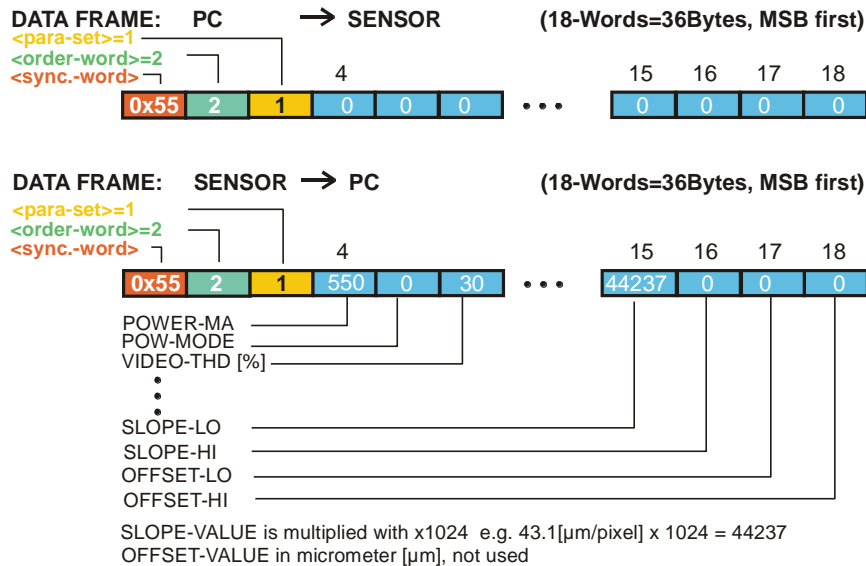 DATA FRAME: PC → SENSOR (18-Words=36Bytes, MSB first)
<para-set>=1
<order-word>=2
<sync.-word>
4 15 16 17 18
0x55 2 1 0 0 0 • • • 0 0 0 0
DATA FRAME: SENSOR → PC (18-Words=36Bytes, MSB first)
<para-set>=1
<order-word>=2
<sync.-word>
4 15 16 17 18
0x55 2 1 550 0 30 • • • 44237 0 0 0
POWER-MA
POW-MODE
VIDEO-THD [%]
SLOPE-LO
SLOPE-HI
OFFSET-LO
OFFSET-HI
SLOPE-VALUE is multiplied with x1024 e.g. 43.1[µm/pixel] x 1024 = 44237
OFFSET-VALUE in micrometer [µm], not used